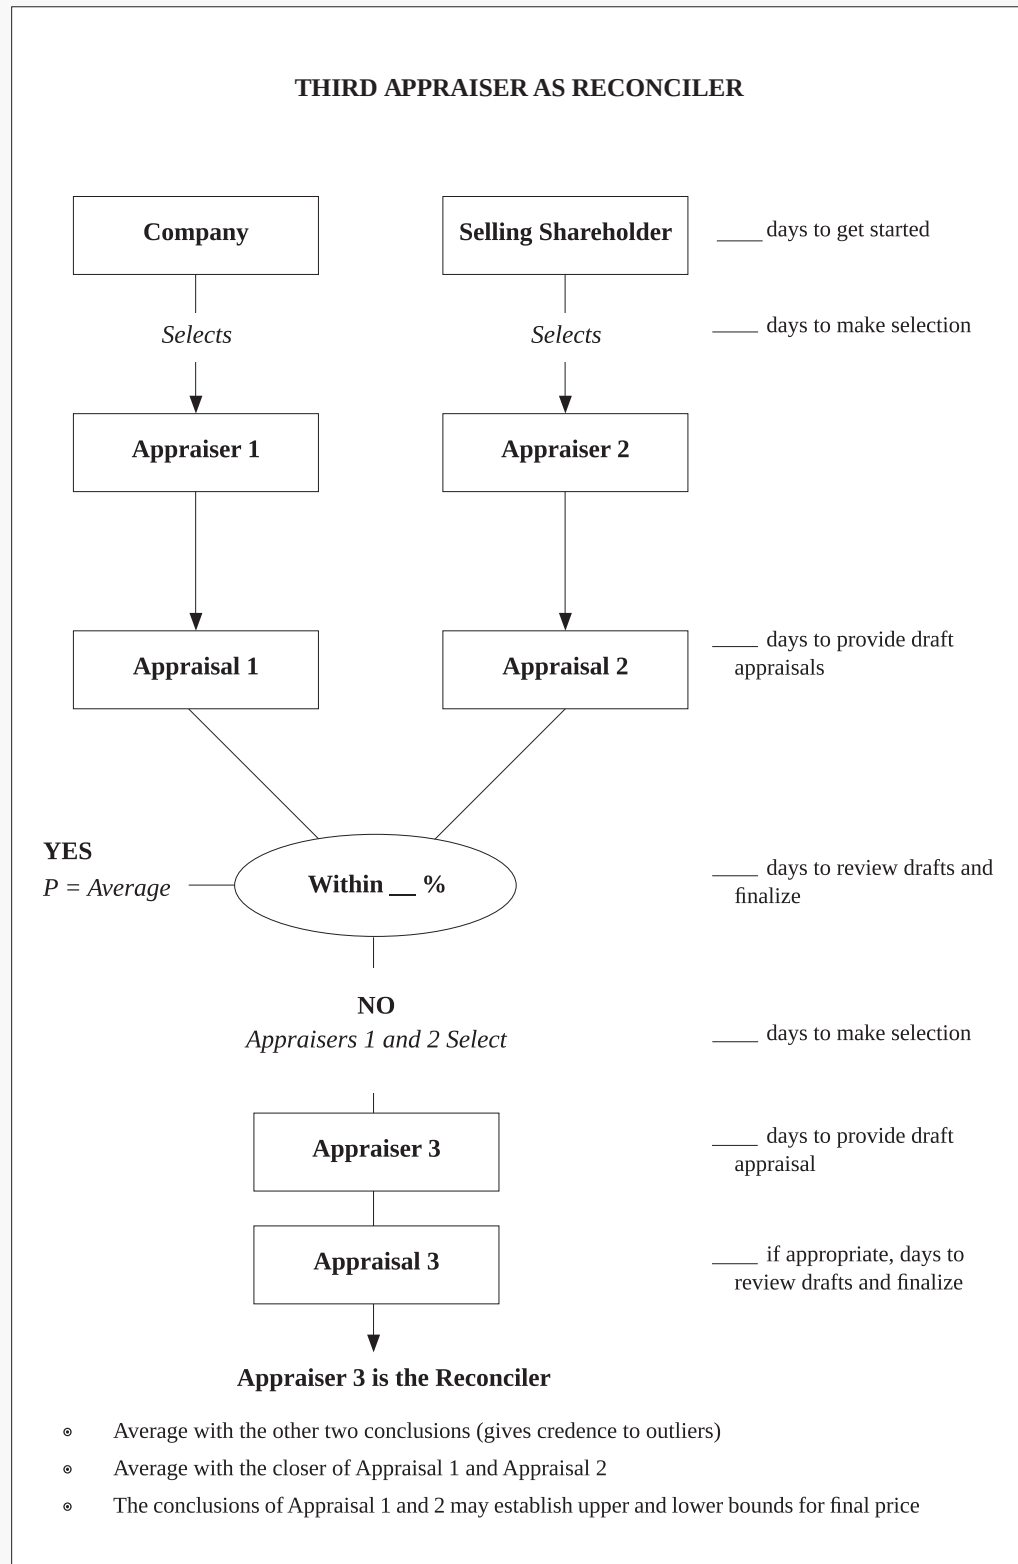 THIRD APPRAISER AS RECONCILER
Company
Selling Shareholder
____ days to get started
Selects
Selects
____ days to make selection
Appraiser 1
Appraiser 2
Appraisal 1
Appraisal 2
____ days to provide draft
appraisals
YES
P = Average
Within __ %
____ days to review drafts and
finalize
NO
Appraisers 1 and 2 Select
____ days to make selection
Appraiser 3
____ days to provide draft
appraisal
Appraisal 3
____ if appropriate, days to
review drafts and finalize
Appraiser 3 is the Reconciler
Average with the other two conclusions (gives credence to outliers)
Average with the closer of Appraisal 1 and Appraisal 2
The conclusions of Appraisal 1 and 2 may establish upper and lower bounds for final price